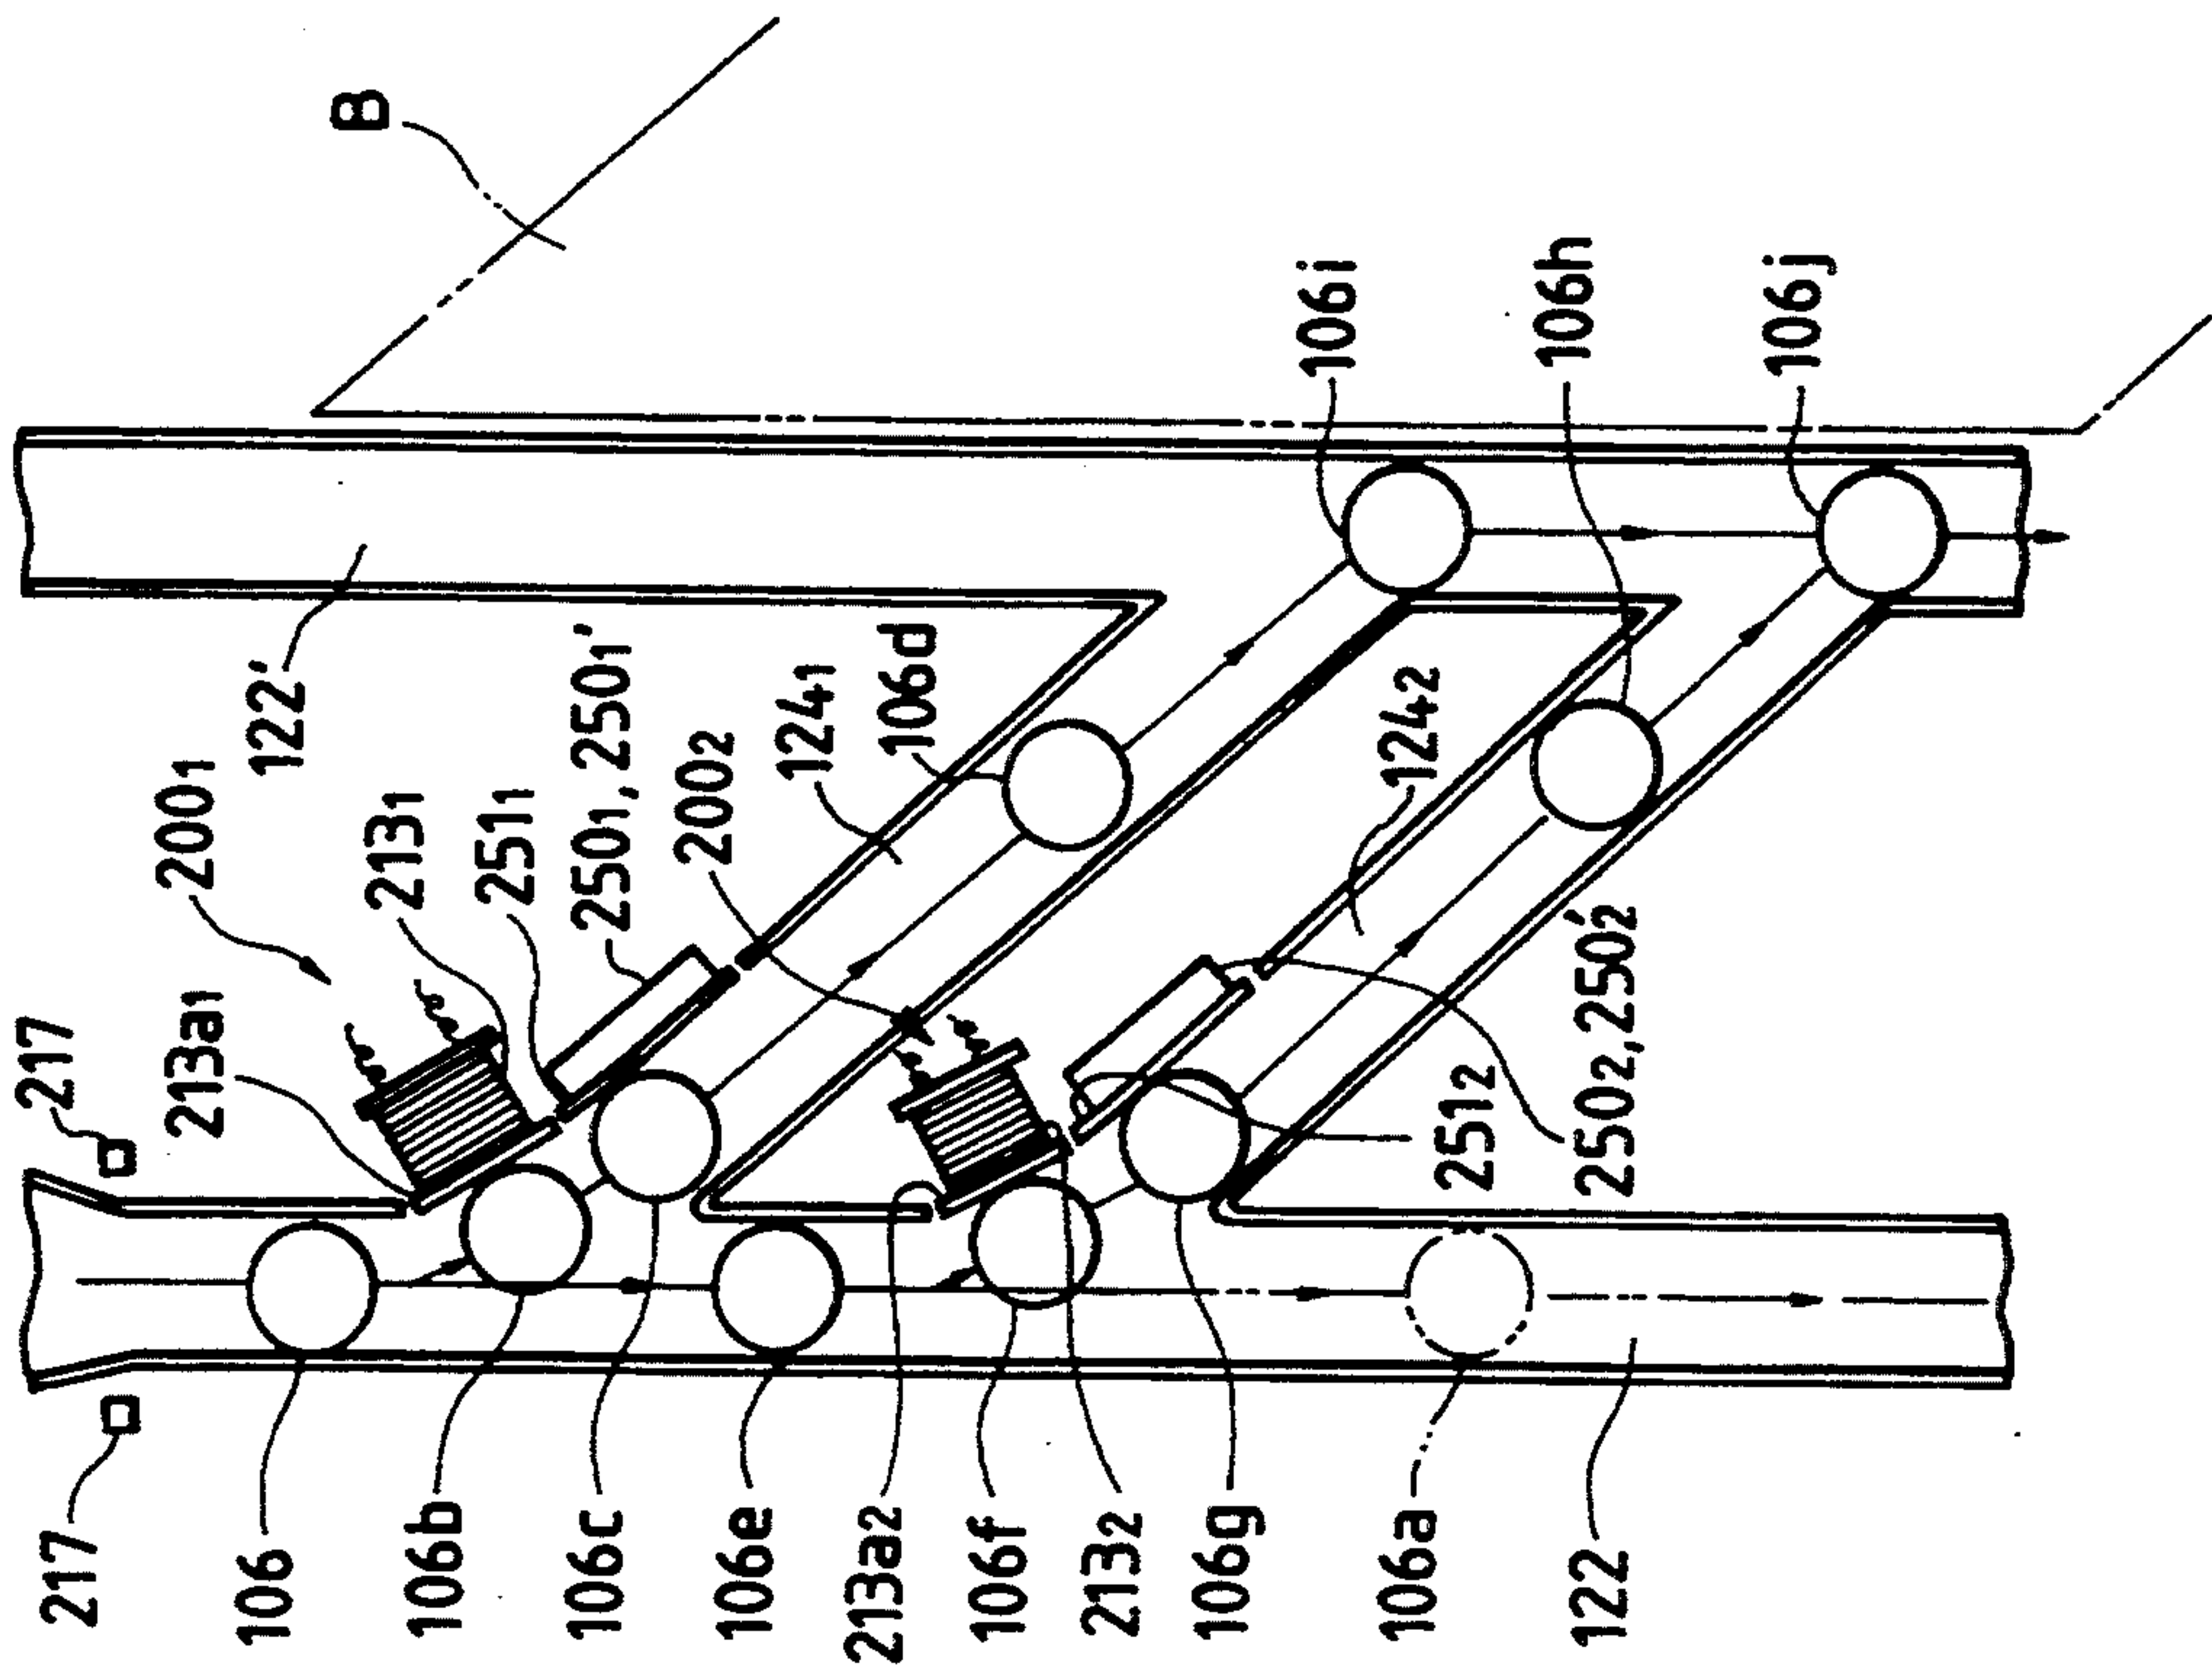 217
106
106b
106c
106e
213a₂
106f
213₂
106g
106a
122
217
213a₁
200₁
213₁
251₁
250₁, 250₁'
200₂
124₁
106d
122'
124₂
251₂
250₂, 250₂'
B
106i
106h
106j